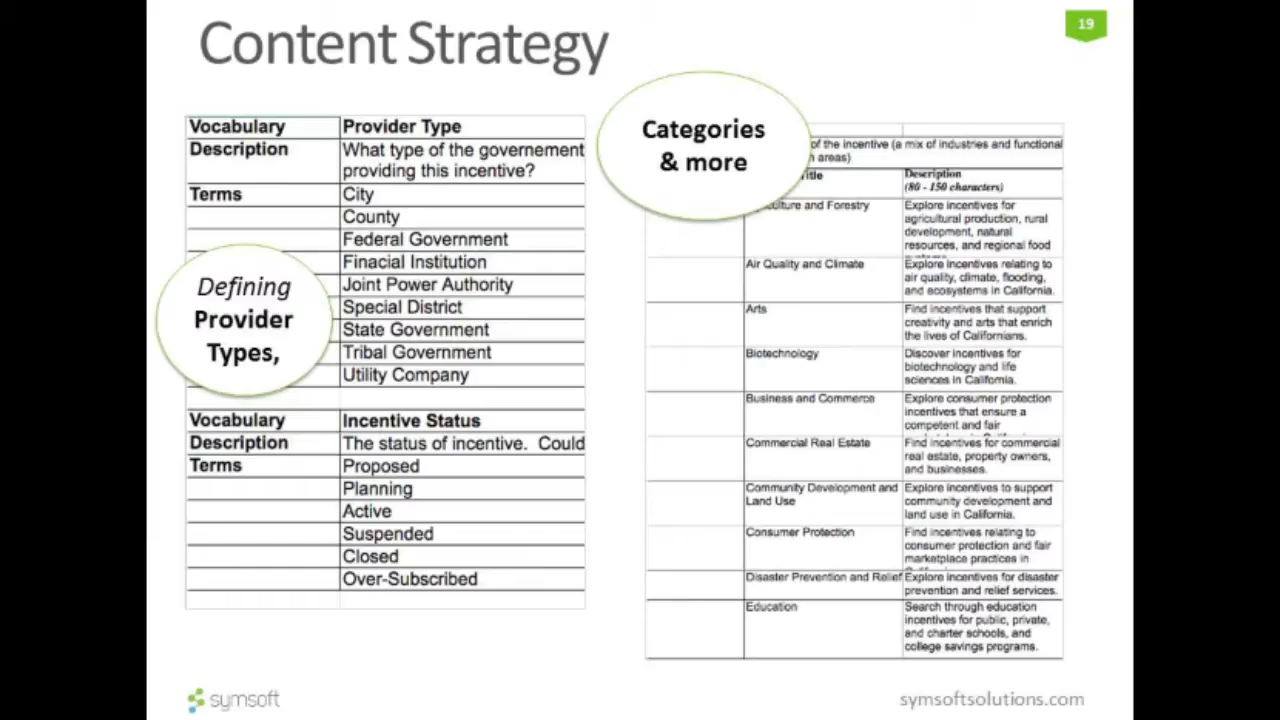 Content Strategy
19
Vocabulary Provider Type
Description What type of the governement
providing this incentive?
Terms City
County
Federal Government
Finacial Institution
Joint Power Authority
Special District
State Government
Tribal Government
Utility Company
Defining
Provider
Types,
Vocabulary Incentive Status
Description The status of incentive. Could
Terms Proposed
Planning
Active
Suspended
Closed
Over-Subscribed
Categories
& more
of the incentive (a mix of industries and functional
areas)
Description
(80 - 150 characters)
and Forestry Explore incentives for
agricultural production, rural
development, natural
resources, and regional food
Air Quality and Climate Explore incentives relating to
air quality, climate, flooding,
and ecosystems in California.
Arts Find incentives that support
creativity and arts that enrich
the lives of Californians.
Biotechnology Discover incentives for
biotechnology and life
sciences in California.
Business and Commerce Explore consumer protection
incentives that ensure a
competent and fair
Commercial Real Estate Find incentives for commercial
real estate, property owners,
and businesses.
Community Development and Explore incentives to support
Land Use community development and
land use in California.
Consumer Protection Find incentives relating to
consumer protection and fair
marketplace practices in
Disaster Prevention and Relief Explore incentives for disaster
prevention and relief services.
Education Search through education
incentives for public, private,
and charter schools, and
college savings programs.
symsoft
symsoftsolutions.com